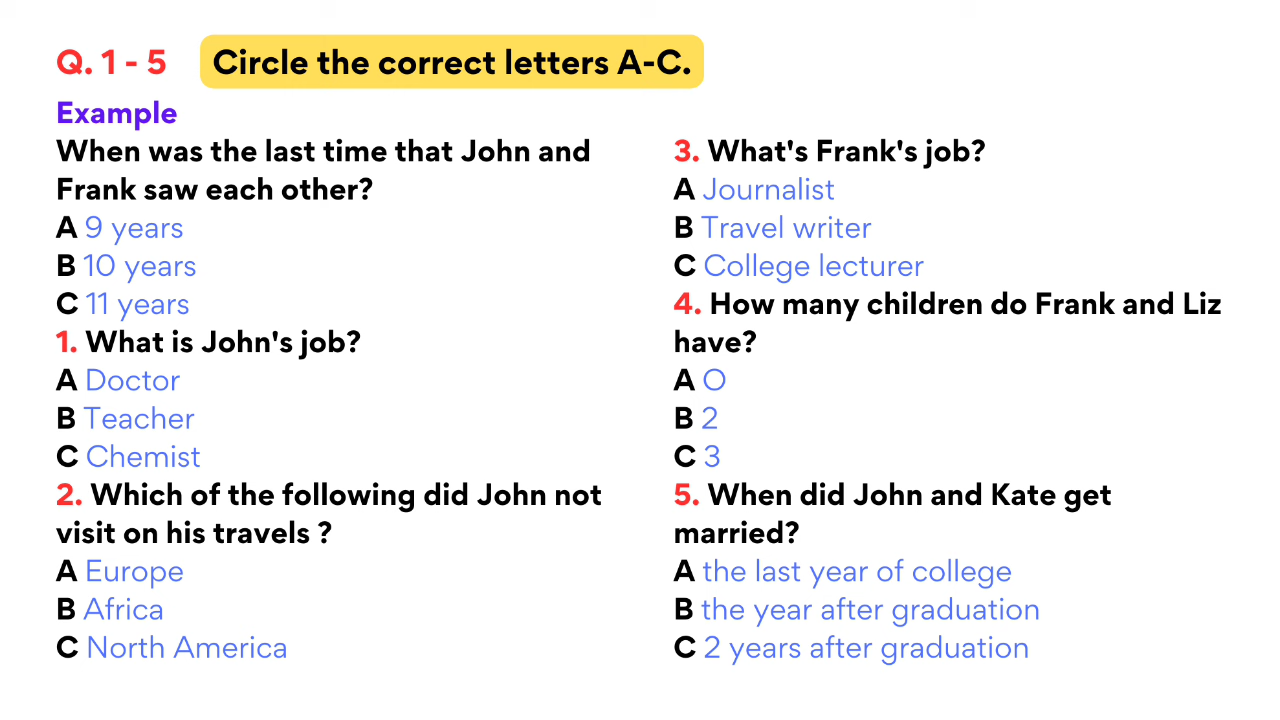 Q. 1 - 5 Circle the correct letters A-C.
Example
When was the last time that John and
Frank saw each other?
A 9 years
B 10 years
C 11 years
1. What is John's job?
A Doctor
B Teacher
C Chemist
2. Which of the following did John not
visit on his travels ?
A Europe
B Africa
C North America
3. What's Frank's job?
A Journalist
B Travel writer
C College lecturer
4. How many children do Frank and Liz
have?
A O
B 2
C 3
5. When did John and Kate get
married?
A the last year of college
B the year after graduation
C 2 years after graduation